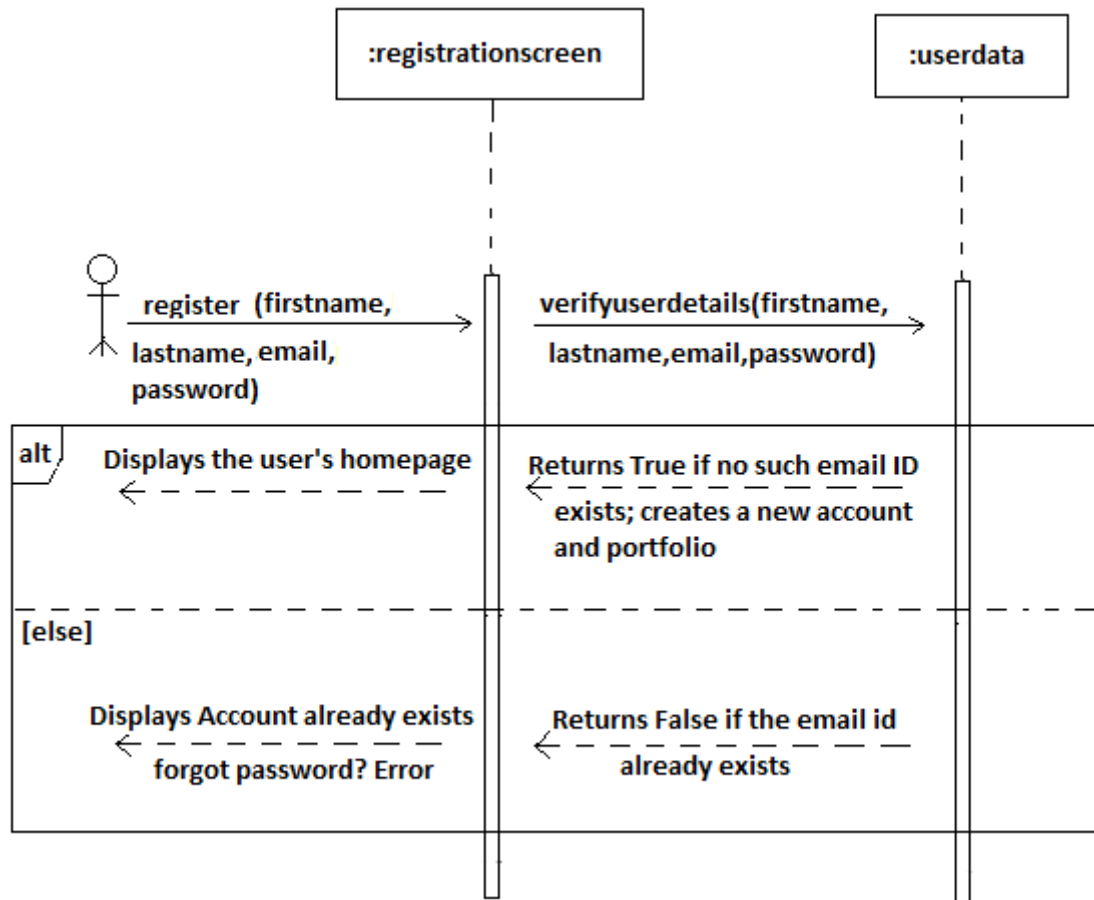 :registrationscreen
:userdata
register (firstname,
lastname, email,
password)
verifyuserdetails(firstname,
lastname,email,password)
alt
Displays the user's homepage
Returns True if no such email ID
exists; creates a new account
and portfolio
[else]
Displays Account already exists
forgot password? Error
Returns False if the email id
already exists